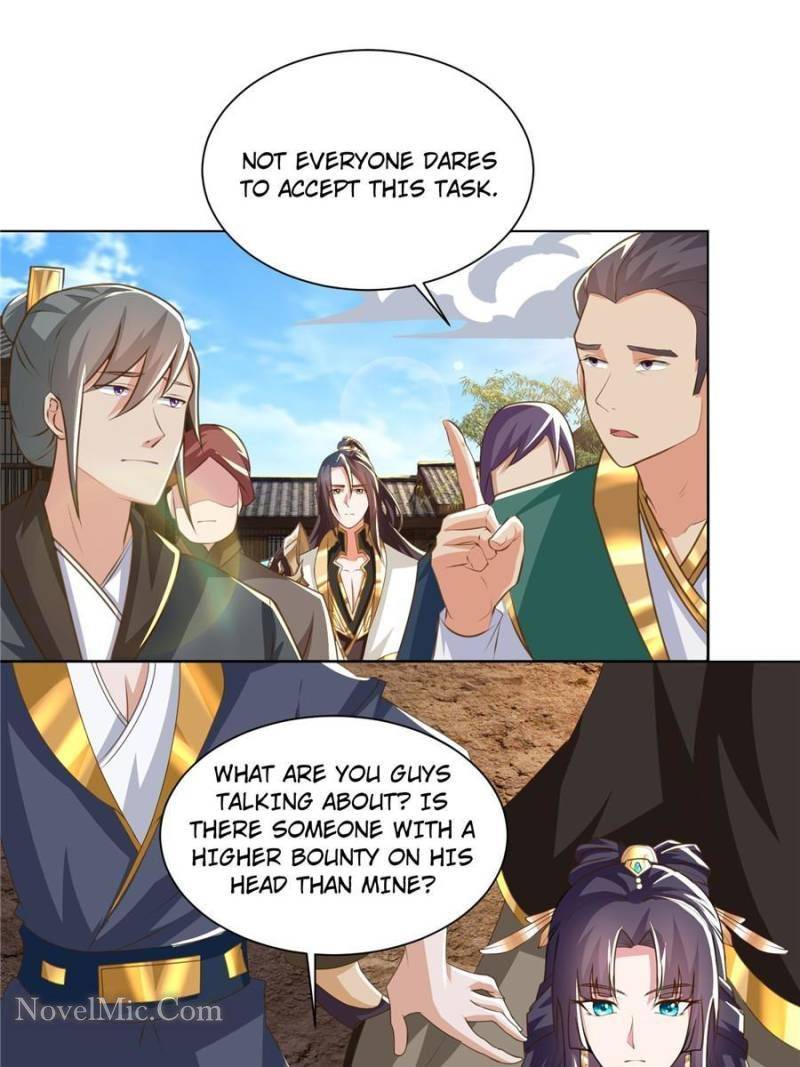 NOT EVERYONE DARES
TO ACCEPT THIS TASK.
WHAT ARE YOU GUYS
TALKING ABOUT? IS
THERE SOMEONE WITH A
HIGHER BOUNTY ON HIS
HEAD THAN MINE?
NovelMic.Com